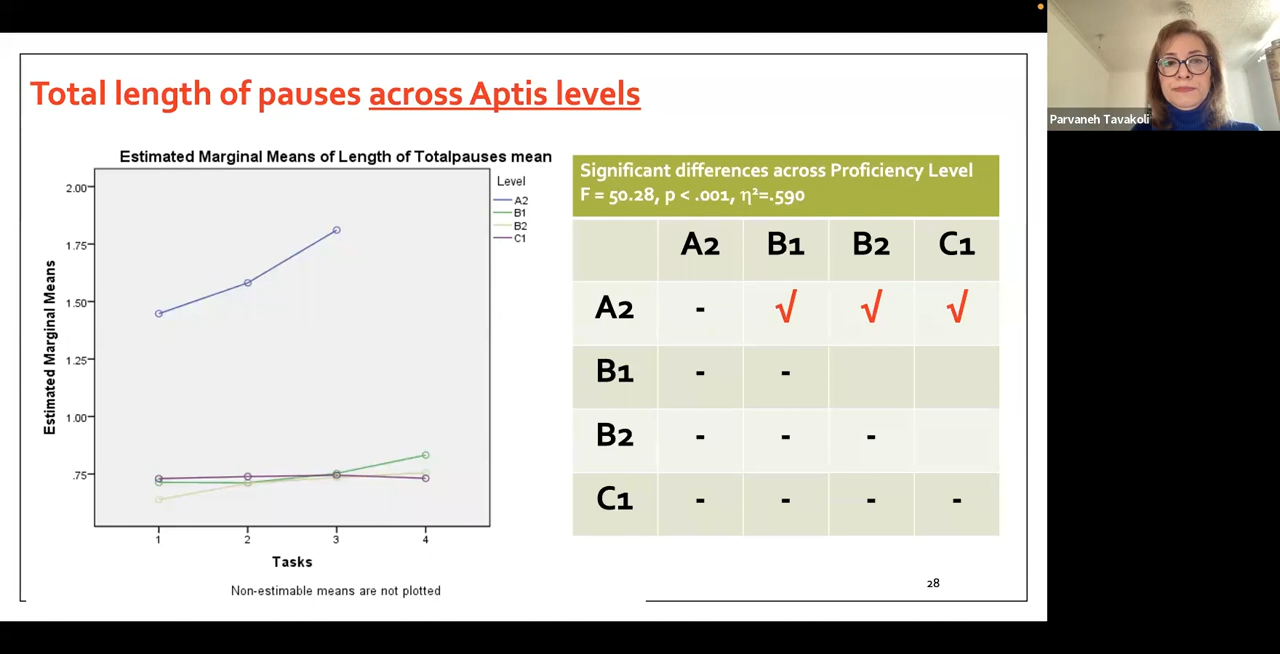 Total length of pauses across Aptis levels
Parvaneh Tavakoli
Estimated Marginal Means of Length of Totalpauses mean
Level
A2
B1
B2
C1
Estimated Marginal Means
2.00
1.75
1.50
1.25
1.00
.75
1 2 3 4
Tasks
Non-estimable means are not plotted
Significant differences across Proficiency Level
F = 50.28, p < .001, η²=.590
A2 B1 B2 C1
A2 - √ √ √
B1 - -
B2 - - -
C1 - - - -
28